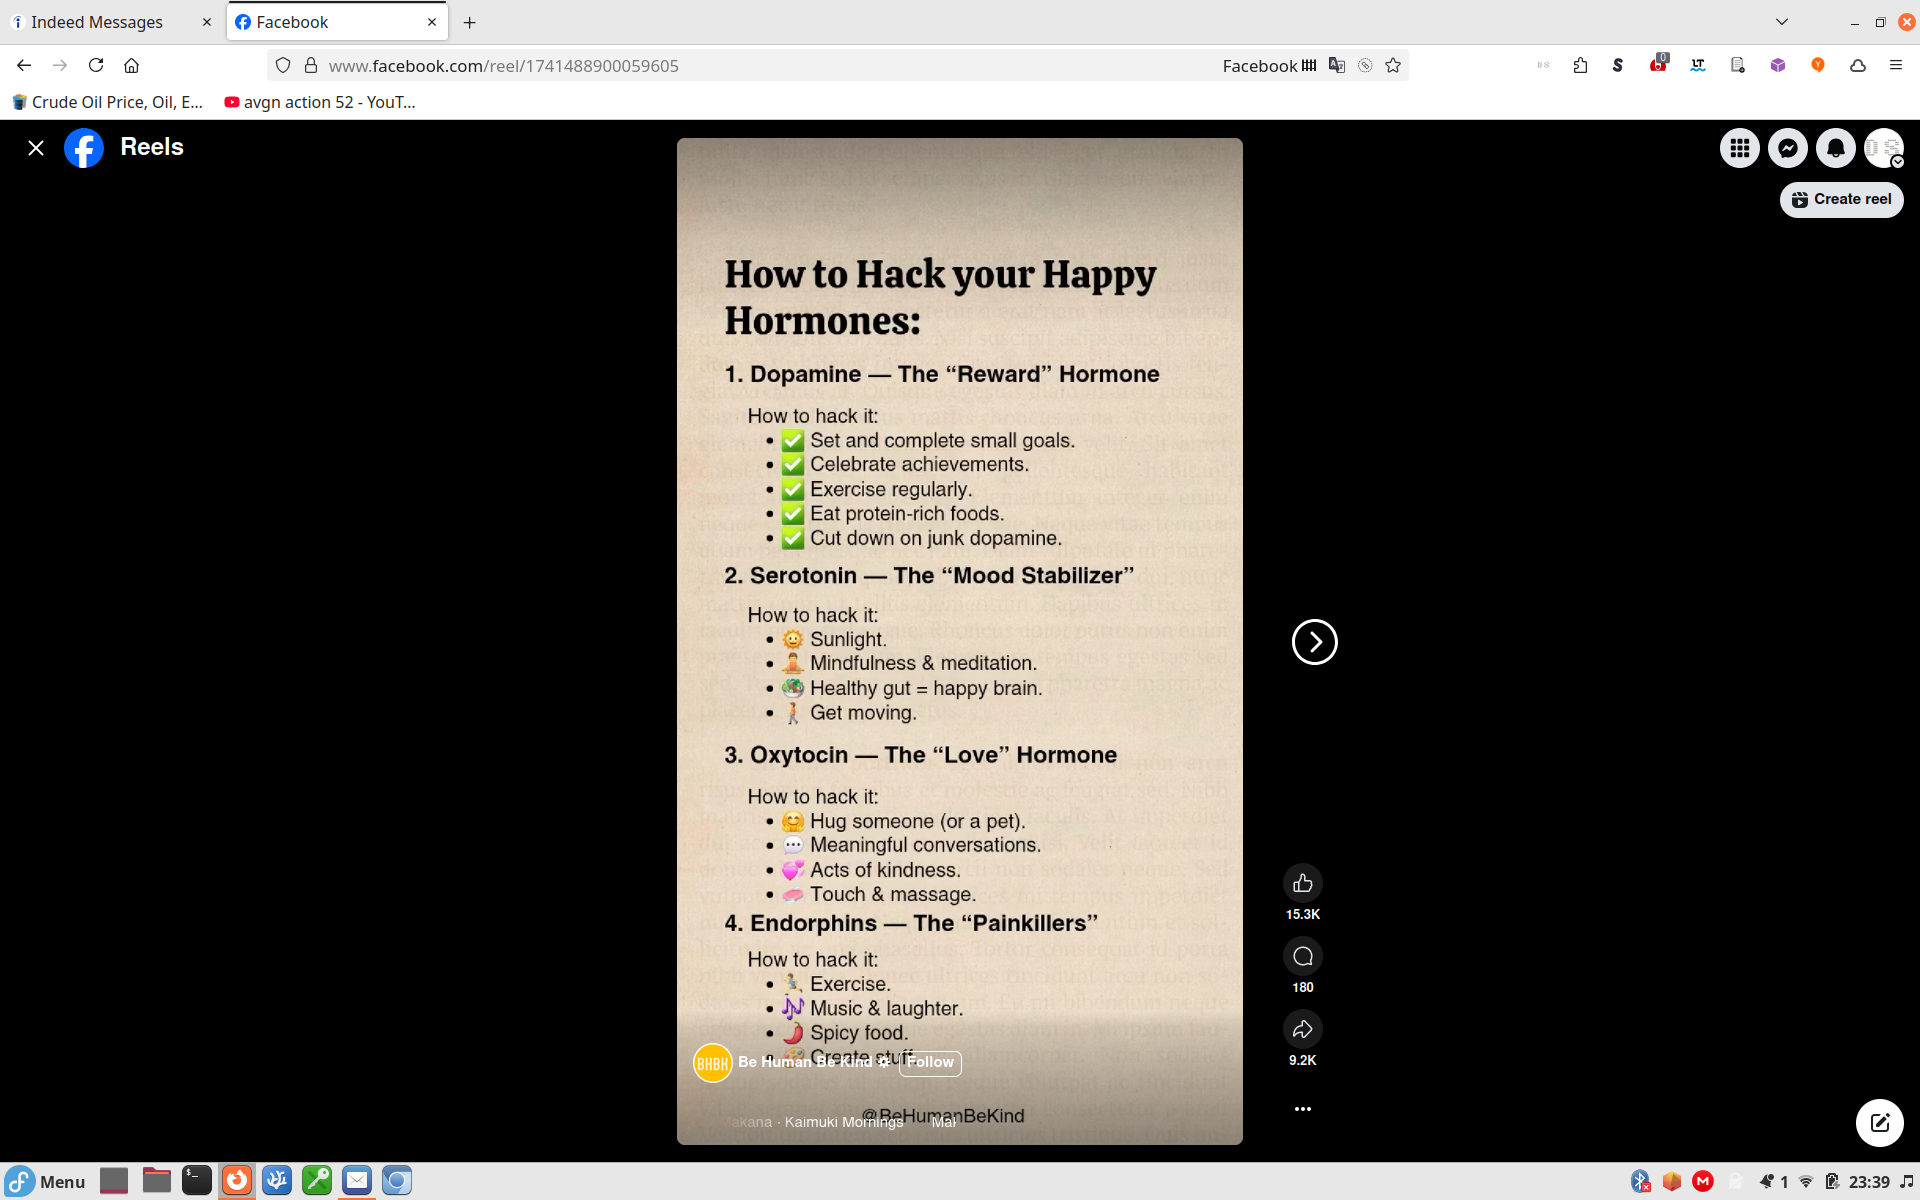 Indeed Messages
Facebook
www.facebook.com/reel/1741488900059605
Facebook
S
0
LT
Crude Oil Price, Oil, E...
avgn action 52 - YouT...
Reels
Create reel
How to Hack your Happy
Hormones:
1. Dopamine — The “Reward” Hormone
How to hack it:
• ✅ Set and complete small goals.
• ✅ Celebrate achievements.
• ✅ Exercise regularly.
• ✅ Eat protein-rich foods.
• ✅ Cut down on junk dopamine.
2. Serotonin — The “Mood Stabilizer”
How to hack it:
• 🌞 Sunlight.
• 🧘 Mindfulness & meditation.
• 🥗 Healthy gut = happy brain.
• 🚶 Get moving.
3. Oxytocin — The “Love” Hormone
How to hack it:
• 🤗 Hug someone (or a pet).
• 💬 Meaningful conversations.
• 💞 Acts of kindness.
• 🧼 Touch & massage.
4. Endorphins — The “Painkillers”
How to hack it:
• 🏃 Exercise.
• 🎶 Music & laughter.
• 🌶️ Spicy food.
• 🎨 Create stuff.
BHBK Be Human Be Kind Follow
@BeHumanBeKind
Makana · Kaimuki Mornings Mak
15.3K
180
9.2K
Menu
1
23:39